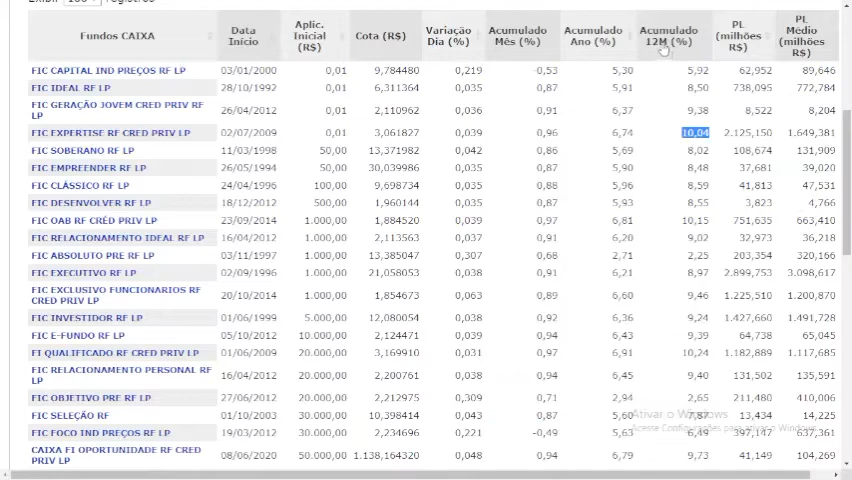 Exibir 100 registros
Fundos CAIXA Data Início Aplic. Inicial (R$) Cota (R$) Variação Dia (%) Acumulado Mês (%) Acumulado Ano (%) Acumulado 12M (%) PL (milhões R$) PL Médio (milhões R$)
FIC CAPITAL IND PREÇOS RF LP 03/01/2000 0,01 9,784480 0,219 -0,53 5,30 5,92 62,952 89,646
FIC IDEAL RF LP 28/10/1992 0,01 6,311364 0,035 0,87 5,91 8,50 738,095 772,784
FIC GERAÇÃO JOVEM CRED PRIV RF LP 26/04/2012 0,01 2,110962 0,036 0,91 6,37 9,38 8,522 8,204
FIC EXPERTISE RF CRED PRIV LP 02/07/2009 0,01 3,061827 0,039 0,96 6,74 10,04 2.125,150 1.649,381
FIC SOBERANO RF LP 11/03/1998 50,00 13,371982 0,042 0,86 5,69 8,02 108,674 131,909
FIC EMPREENDER RF LP 26/05/1994 50,00 30,039986 0,035 0,87 5,90 8,48 37,681 39,020
FIC CLÁSSICO RF LP 24/04/1996 100,00 9,698734 0,035 0,88 5,96 8,59 41,813 47,531
FIC DESENVOLVER RF LP 18/12/2012 500,00 1,960144 0,035 0,87 5,93 8,55 3,823 4,766
FIC OAB RF CRÉD PRIV LP 23/09/2014 1.000,00 1,884520 0,039 0,97 6,81 10,15 751,635 663,410
FIC RELACIONAMENTO IDEAL RF LP 16/04/2012 1.000,00 2,113563 0,037 0,91 6,20 9,02 32,973 36,218
FIC ABSOLUTO PRE RF LP 03/11/1997 1.000,00 13,385047 0,307 0,68 2,71 2,25 203,354 320,166
FIC EXECUTIVO RF LP 02/09/1996 1.000,00 21,058053 0,038 0,91 6,21 8,97 2.899,753 3.098,617
FIC EXCLUSIVO FUNCIONARIOS RF CRED PRIV LP 20/10/2014 1.000,00 1,854673 0,063 0,89 6,60 9,46 1.225,510 1.200,870
FIC INVESTIDOR RF LP 01/06/1999 5.000,00 12,080054 0,038 0,92 6,36 9,24 1.427,660 1.491,728
FIC E-FUNDO RF LP 05/10/2012 10.000,00 2,124471 0,039 0,94 6,43 9,39 64,738 65,045
FI QUALIFICADO RF CRED PRIV LP 01/06/2009 20.000,00 3,169910 0,031 0,97 6,91 10,24 1.182,889 1.117,685
FIC RELACIONAMENTO PERSONAL RF LP 16/04/2012 20.000,00 2,200761 0,038 0,94 6,45 9,40 131,502 135,591
FIC OBJETIVO PRE RF LP 27/06/2012 20.000,00 2,212975 0,309 0,71 2,94 2,65 211,480 410,006
FIC SELEÇÃO RF 01/10/2003 30.000,00 10,398414 0,043 0,87 5,60 7,87 13,434 14,225
FIC FOCO IND PREÇOS RF LP 19/03/2012 30.000,00 2,234696 0,221 -0,49 5,63 6,49 397,147 637,361
CAIXA FI OPORTUNIDADE RF CRED PRIV LP 08/06/2020 50.000,00 1.138,164320 0,048 0,94 6,79 9,73 41,149 104,269
Ativar o Windows
Acesse Configurações para ativar o Windows.